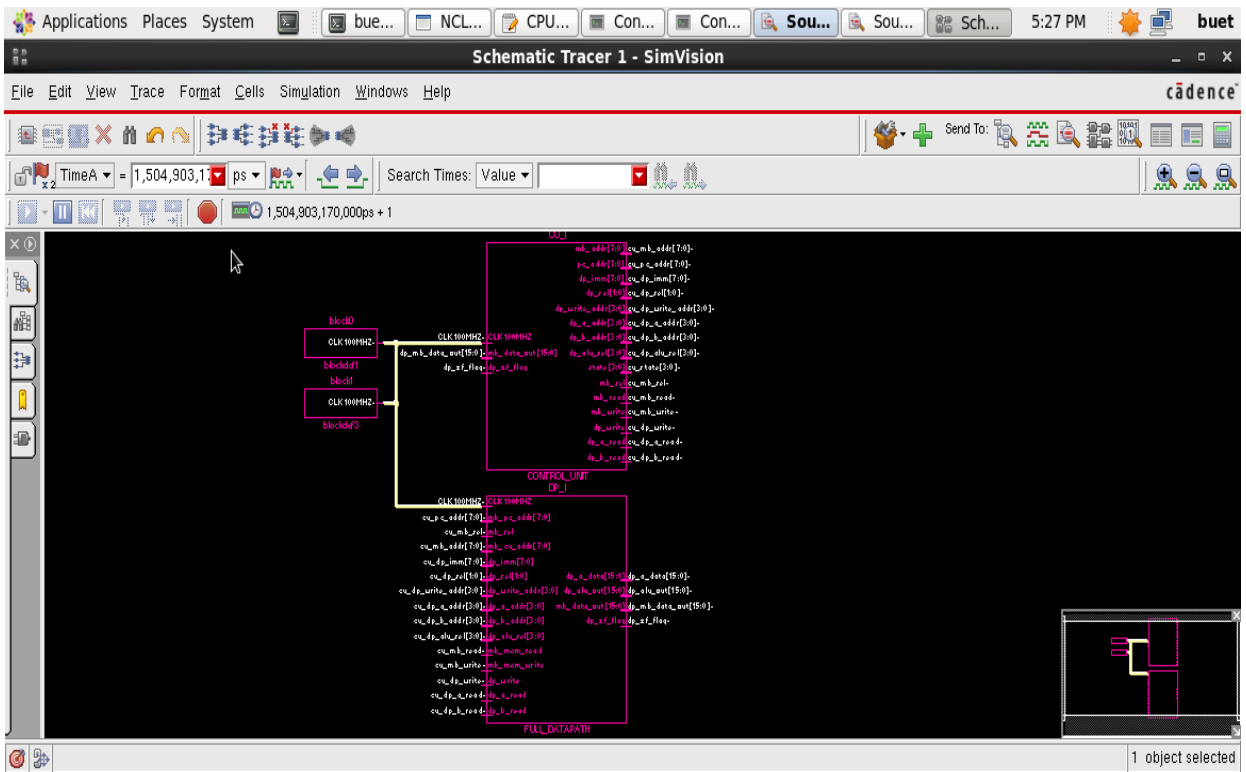 Applications Places System bue... NCL... CPU... Con... Con... Sou... Sou... Sch... 5:27 PM buet
Schematic Tracer 1 - SimVision
File Edit View Trace Format Cells Simulation Windows Help cādence
Send To:
x2 TimeA = 1,504,903,1 ps Search Times: Value
1,504,903,170,000ps + 1
CU_I
mb_addr[7:0] cu_mb_addr[7:0]-
pc_addr[7:0] cu_pc_addr[7:0]-
dp_imm[7:0] cu_dp_imm[7:0]-
dp_sel[1:0] cu_dp_sel[1:0]-
dp_write_addr[3:0] cu_dp_write_addr[3:0]-
block0 dp_a_addr[3:0] cu_dp_a_addr[3:0]-
CLK100MHZ- CLK100MHZ- CLK100MHZ dp_b_addr[3:0] cu_dp_b_addr[3:0]-
dp_mb_data_out[15:0]- mb_data_out[15:0] dp_alu_sel[3:0] cu_dp_alu_sel[3:0]-
blockdd1 dp_zf_flag- dp_zf_flag state[3:0] cu_state[3:0]-
block1 mb_sel cu_mb_sel-
CLK100MHZ- mb_read cu_mb_read-
mb_write cu_mb_write-
blockdd3 dp_write cu_dp_write-
dp_a_read cu_dp_a_read-
dp_b_read cu_dp_b_read-
CONTROL_UNIT
DP_I
CLK100MHZ- CLK100MHZ
cu_pc_addr[7:0]- mb_pc_addr[7:0]
cu_mb_sel- mb_sel
cu_mb_addr[7:0]- mb_cu_addr[7:0]
cu_dp_imm[7:0]- dp_imm[7:0]
cu_dp_sel[1:0]- dp_sel[1:0] dp_a_data[15:0] dp_a_data[15:0]-
cu_dp_write_addr[3:0]- dp_write_addr[3:0] dp_alu_out[15:0] dp_alu_out[15:0]-
cu_dp_a_addr[3:0]- dp_a_addr[3:0] mb_data_out[15:0] dp_mb_data_out[15:0]-
cu_dp_b_addr[3:0]- dp_b_addr[3:0] dp_zf_flag dp_zf_flag-
cu_dp_alu_sel[3:0]- dp_alu_sel[3:0]
cu_mb_read- mb_mem_read
cu_mb_write- mb_mem_write
cu_dp_write- dp_write
cu_dp_a_read- dp_a_read
cu_dp_b_read- dp_b_read
FULL_DATAPATH
1 object selected